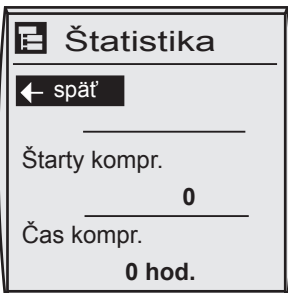 Štatistika
späť
Štarty kompr.
0
Čas kompr.
0 hod.